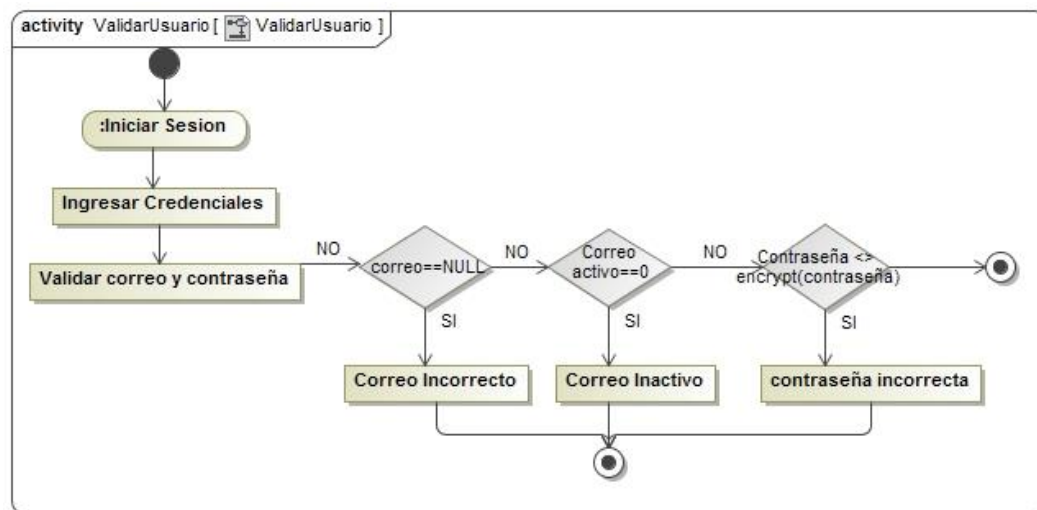 activity ValidarUsuario [ ValidarUsuario ]
:Iniciar Sesion
Ingresar Credenciales
Validar correo y contraseña
NO
correo==NULL
NO
Correo
activo==0
NO
Contraseña <>
encrypt(contraseña)
SI
SI
SI
Correo Incorrecto
Correo Inactivo
contraseña incorrecta